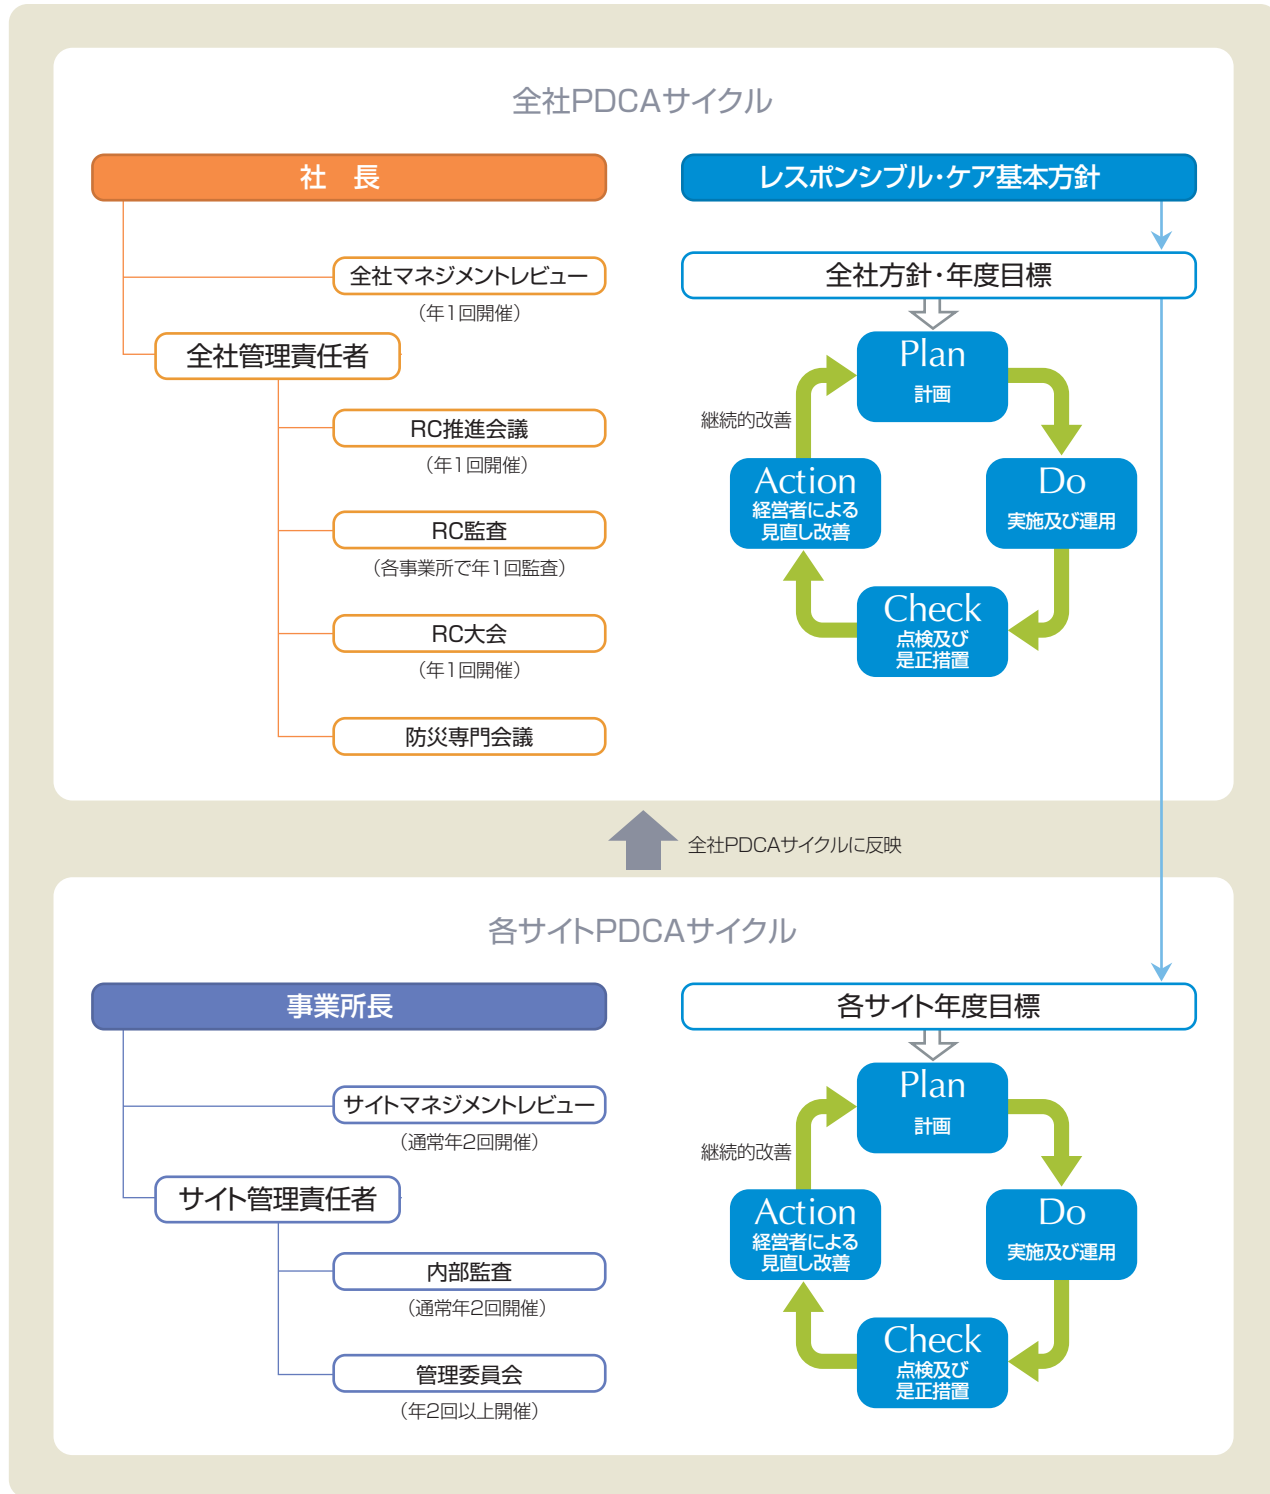 全社PDCAサイクル
社　長
全社マネジメントレビュー
（年1回開催）
全社管理責任者
RC推進会議
（年1回開催）
RC監査
（各事業所で年1回監査）
RC大会
（年1回開催）
防災専門会議
レスポンシブル・ケア基本方針
全社方針・年度目標
Plan
計画
継続的改善
Action
経営者による
見直し改善
Do
実施及び運用
Check
点検及び
是正措置
全社PDCAサイクルに反映
各サイトPDCAサイクル
事業所長
サイトマネジメントレビュー
（通常年2回開催）
サイト管理責任者
内部監査
（通常年2回開催）
管理委員会
（年2回以上開催）
各サイト年度目標
Plan
計画
継続的改善
Action
経営者による
見直し改善
Do
実施及び運用
Check
点検及び
是正措置